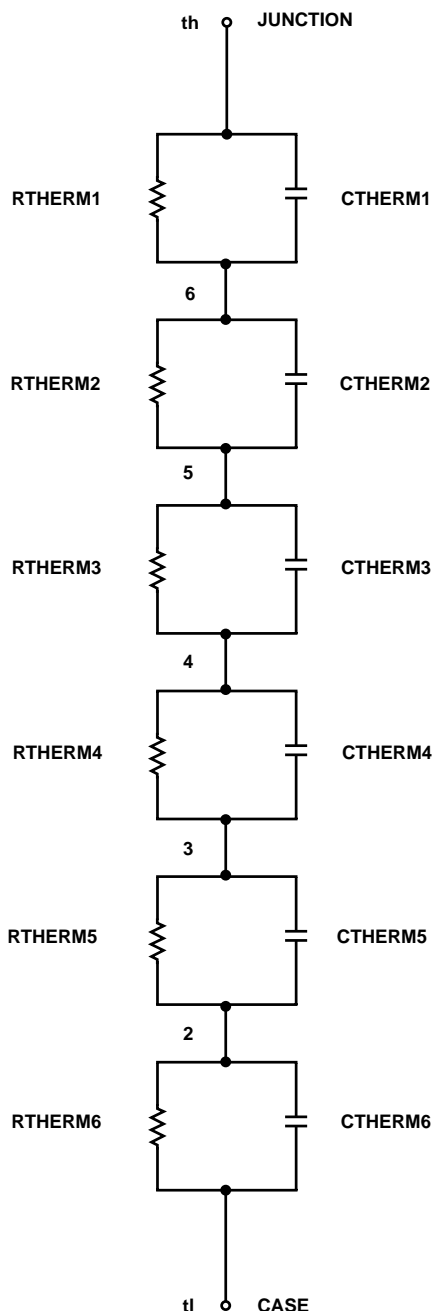 th JUNCTION
RTHERM1 CTHERM1
6
RTHERM2 CTHERM2
5
RTHERM3 CTHERM3
4
RTHERM4 CTHERM4
3
RTHERM5 CTHERM5
2
RTHERM6 CTHERM6
tl CASE